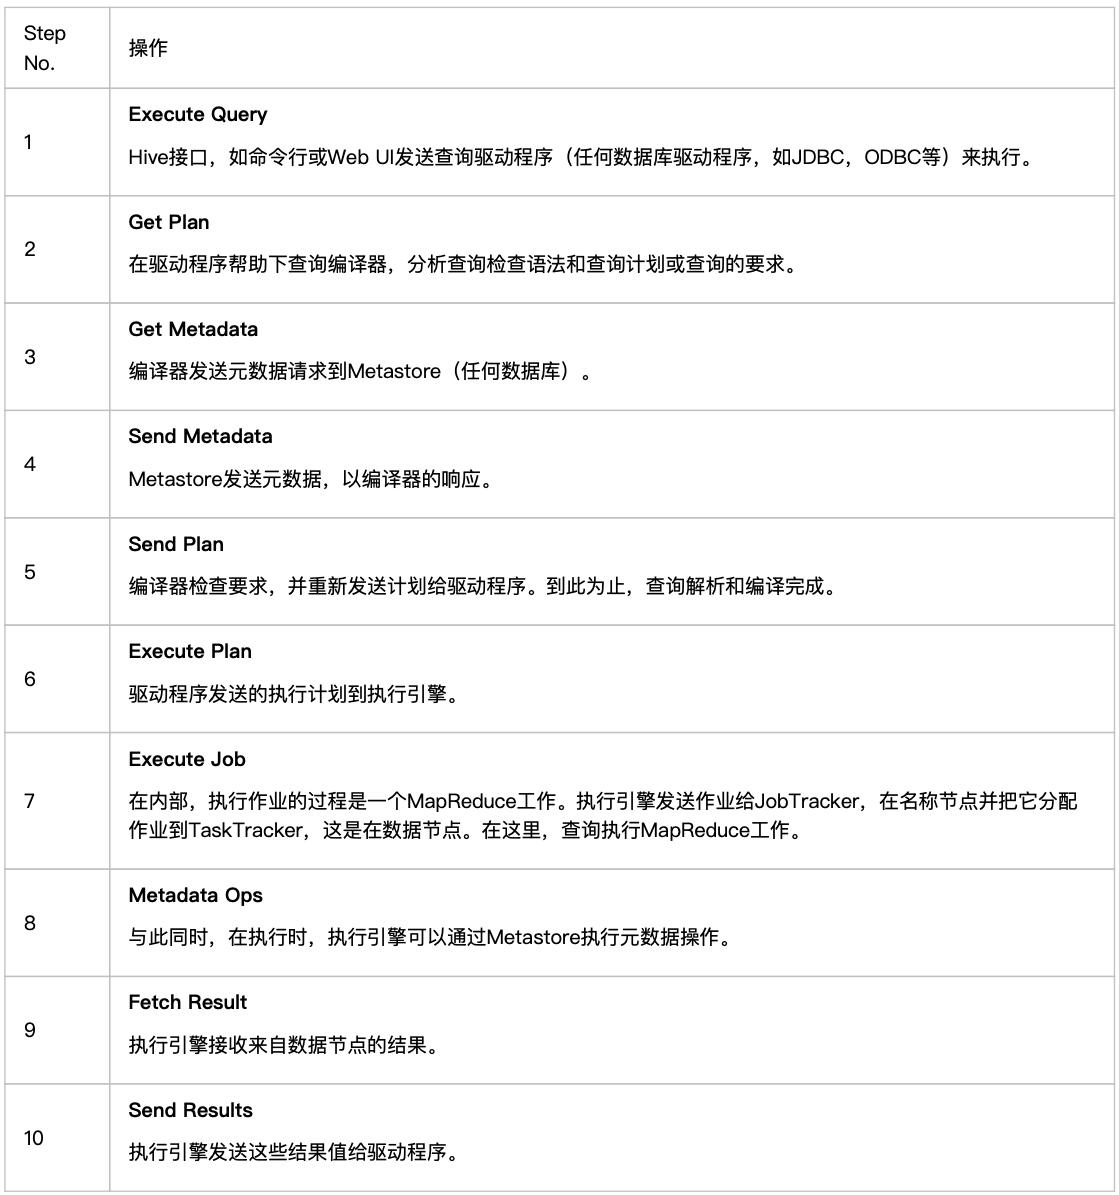 Step
No.
操作
1
Execute Query
Hive接口，如命令行或Web UI发送查询驱动程序（任何数据库驱动程序，如JDBC，ODBC等）来执行。
2
Get Plan
在驱动程序帮助下查询编译器，分析查询检查语法和查询计划或查询的要求。
3
Get Metadata
编译器发送元数据请求到Metastore（任何数据库）。
4
Send Metadata
Metastore发送元数据，以编译器的响应。
5
Send Plan
编译器检查要求，并重新发送计划给驱动程序。到此为止，查询解析和编译完成。
6
Execute Plan
驱动程序发送的执行计划到执行引擎。
7
Execute Job
在内部，执行作业的过程是一个MapReduce工作。执行引擎发送作业给JobTracker，在名称节点并把它分配
作业到TaskTracker，这是在数据节点。在这里，查询执行MapReduce工作。
8
Metadata Ops
与此同时，在执行时，执行引擎可以通过Metastore执行元数据操作。
9
Fetch Result
执行引擎接收来自数据节点的结果。
10
Send Results
执行引擎发送这些结果值给驱动程序。